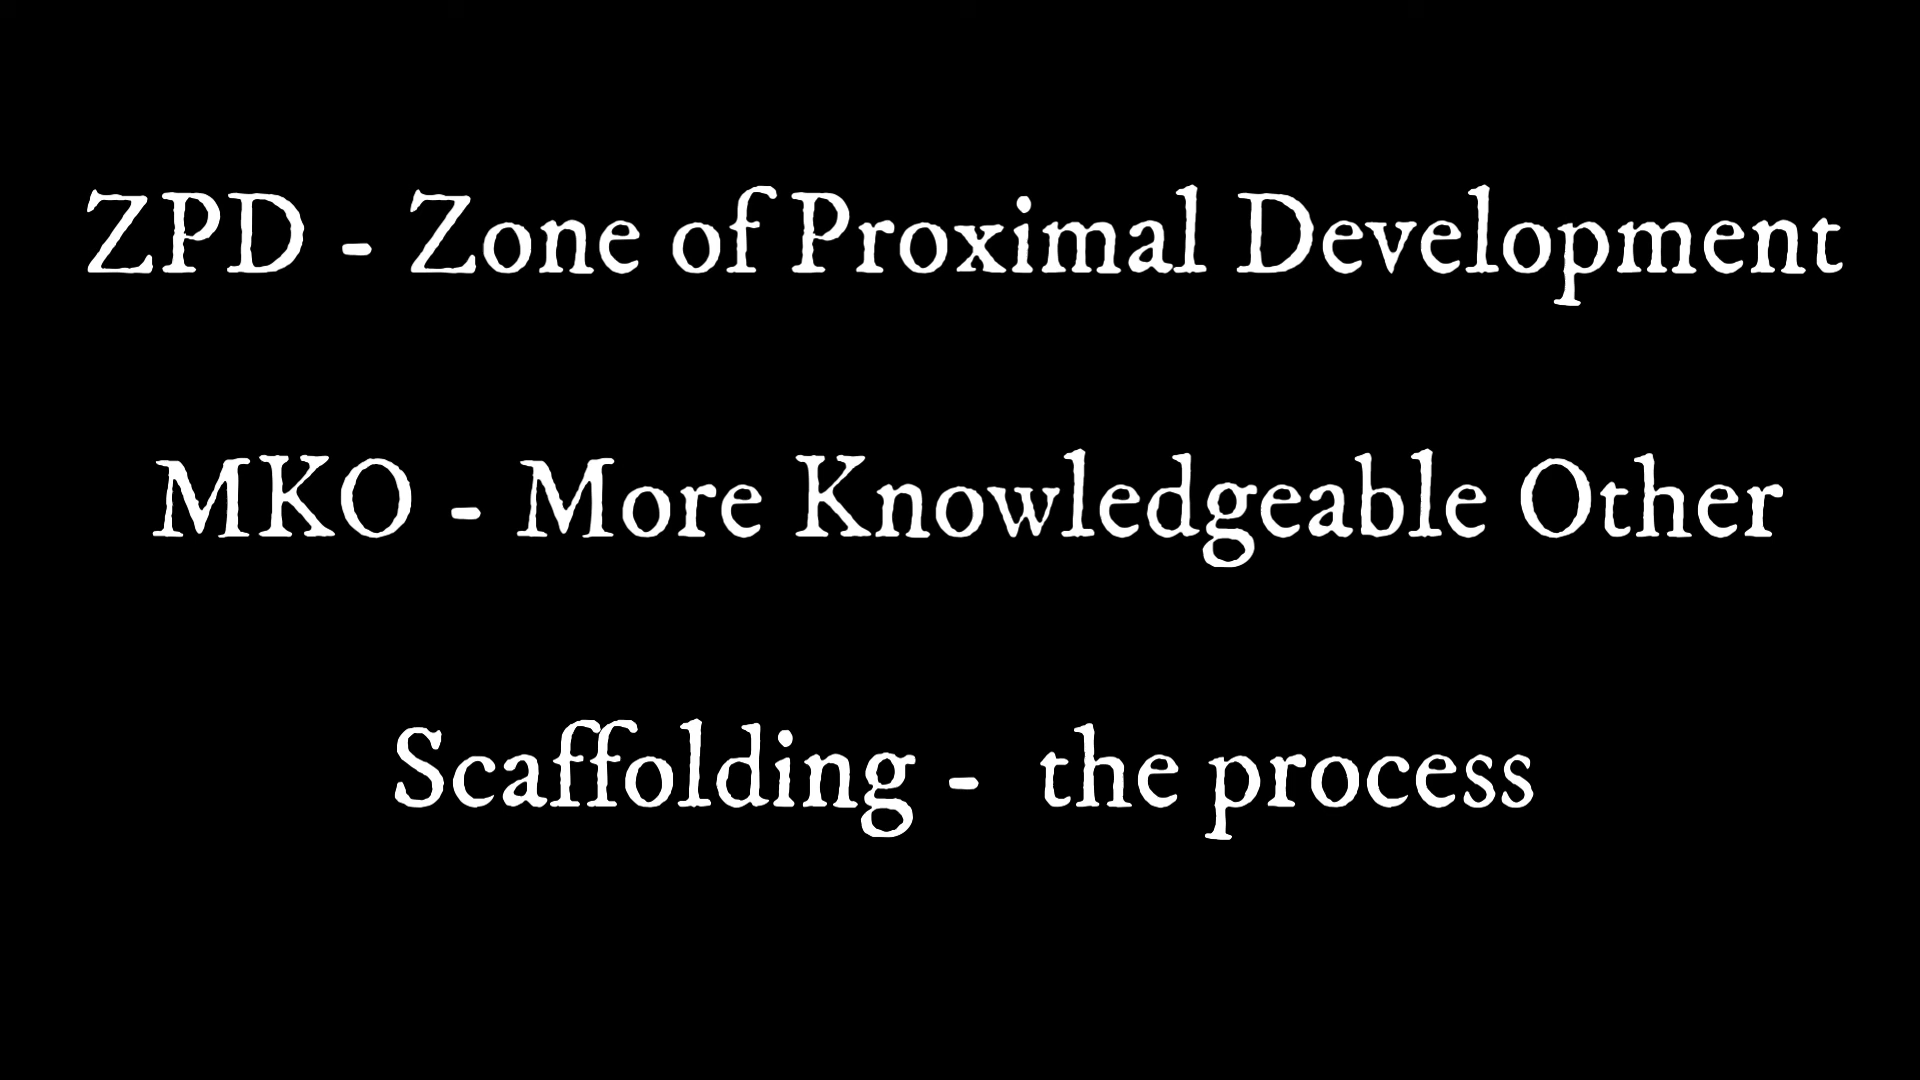 ZPD - Zone of Proximal Development
MKO - More Knowledgeable Other
Scaffolding -  the process